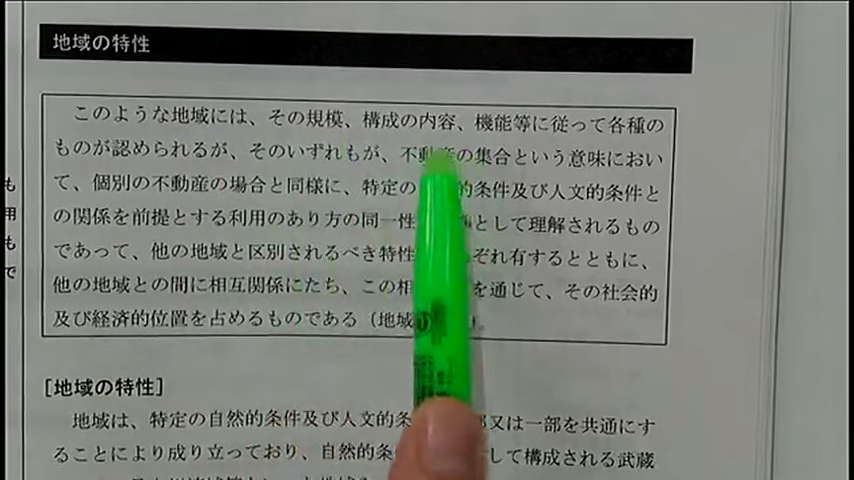 地域の特性
このような地域には、その規模、構成の内容、機能等に従って各種の
ものが認められるが、そのいずれもが、不動産の集合という意味におい
て、個別の不動産の場合と同様に、特定の 的条件及び人文的条件と
の関係を前提とする利用のあり方の同一性 として理解されるもの
であって、他の地域と区別されるべき特性 ぞれ有するとともに、
他の地域との間に相互関係にたち、この相 を通じて、その社会的
及び経済的位置を占めるものである（地域
も
用
も
で
[地域の特性]
地域は、特定の自然的条件及び人文的条 又は一部を共通にす
ることにより成り立っており、自然的条 して構成される武蔵